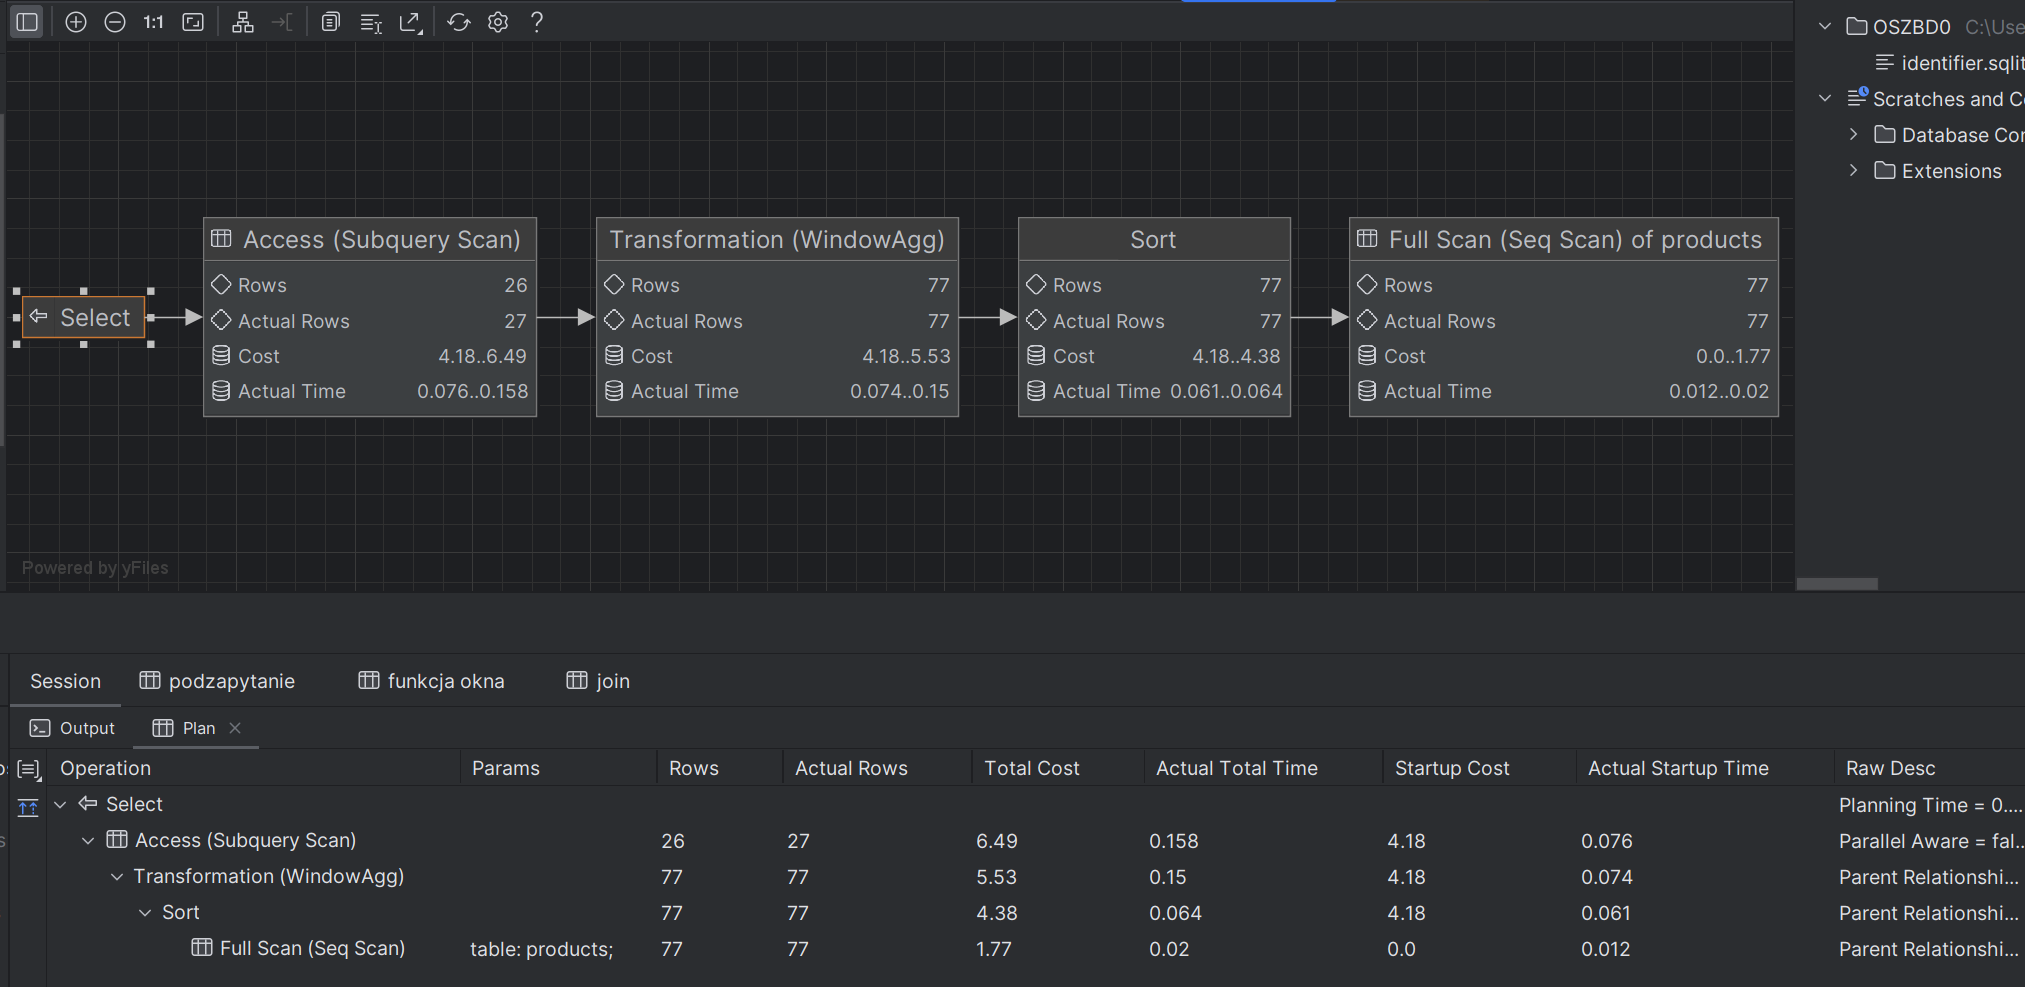 1:1
OSZBD0 C:\Use
identifier.sqlit
Scratches and Co
Database Cor
Extensions
Select
Access (Subquery Scan)
Rows 26
Actual Rows 27
Cost 4.18..6.49
Actual Time 0.076..0.158
Transformation (WindowAgg)
Rows 77
Actual Rows 77
Cost 4.18..5.53
Actual Time 0.074..0.15
Sort
Rows 77
Actual Rows 77
Cost 4.18..4.38
Actual Time 0.061..0.064
Full Scan (Seq Scan) of products
Rows 77
Actual Rows 77
Cost 0.0..1.77
Actual Time 0.012..0.02
Powered by yFiles
Session podzapytanie funkcja okna join
Output Plan
Operation Params Rows Actual Rows Total Cost Actual Total Time Startup Cost Actual Startup Time Raw Desc
Select Planning Time = 0....
Access (Subquery Scan) 26 27 6.49 0.158 4.18 0.076 Parallel Aware = fal...
Transformation (WindowAgg) 77 77 5.53 0.15 4.18 0.074 Parent Relationshi...
Sort 77 77 4.38 0.064 4.18 0.061 Parent Relationshi...
Full Scan (Seq Scan) table: products; 77 77 1.77 0.02 0.0 0.012 Parent Relationshi...